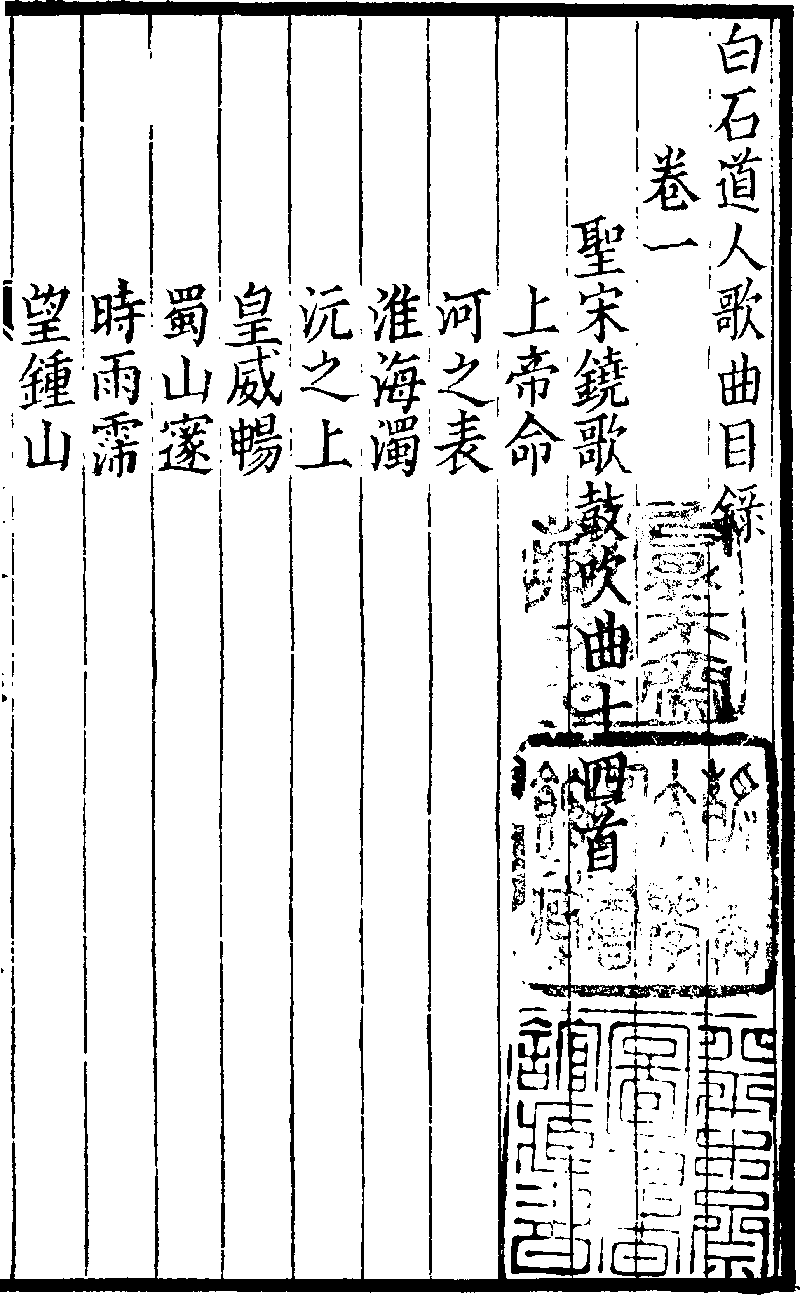 白石道人歌曲目錄
卷一
聖宋鐃歌鼓吹曲十四首
上帝命
河之表
淮海濁
沅之上
皇威暢
蜀山邃
時雨霈
望鍾山